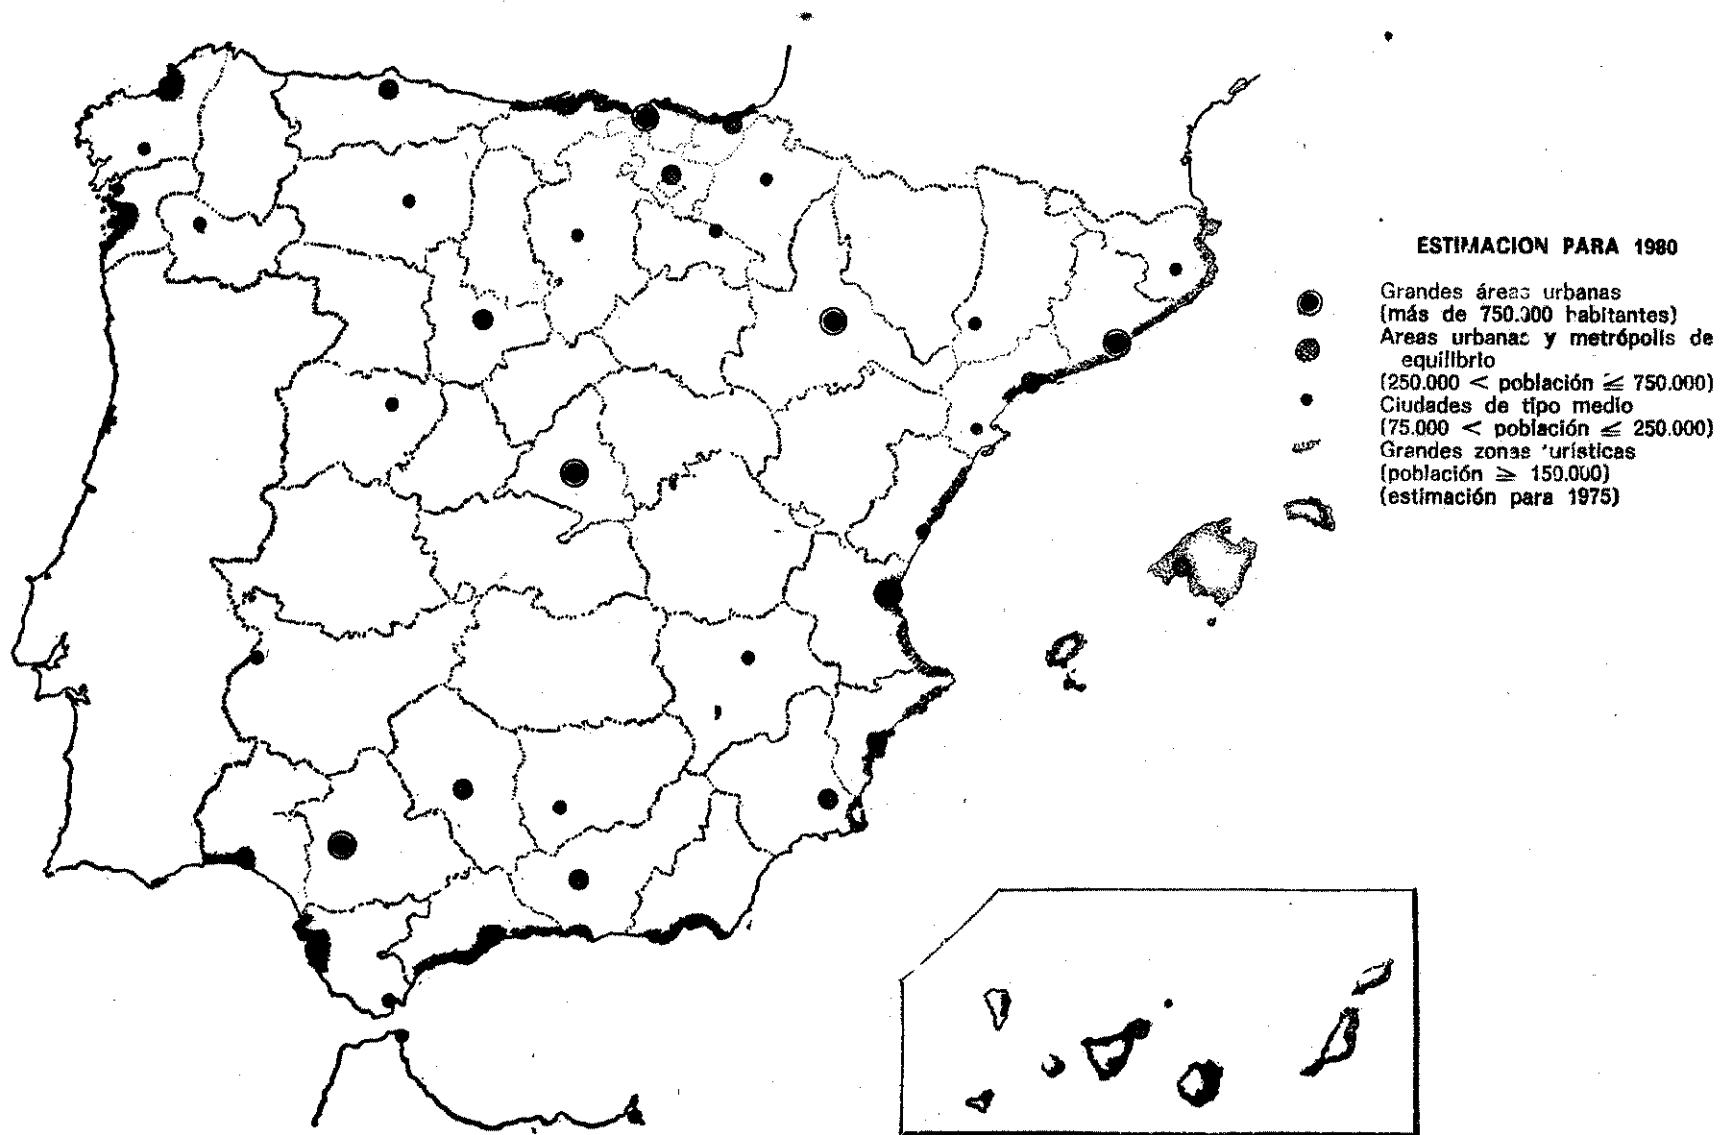 ESTIMACION PARA 1980
Grandes áreas urbanas
(más de 750.000 habitantes)
Areas urbanas y metrópolis de
equilibrio
(250.000 < población ≦ 750.000)
Ciudades de tipo medio
(75.000 < población ≦ 250.000)
Grandes zonas turísticas
(población ≧ 150.000)
(estimación para 1975)